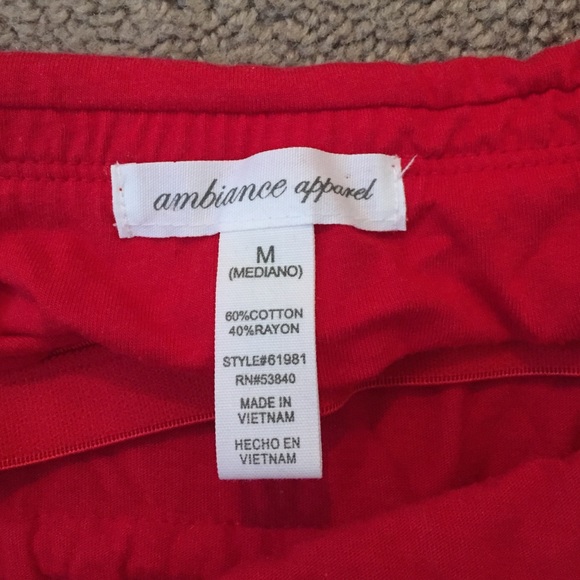 ambiance apparel
M
(MEDIANO)
60%COTTON
40%RAYON
STYLE#61981
RN#53840
MADE IN
VIETNAM
HECHO EN
VIETNAM